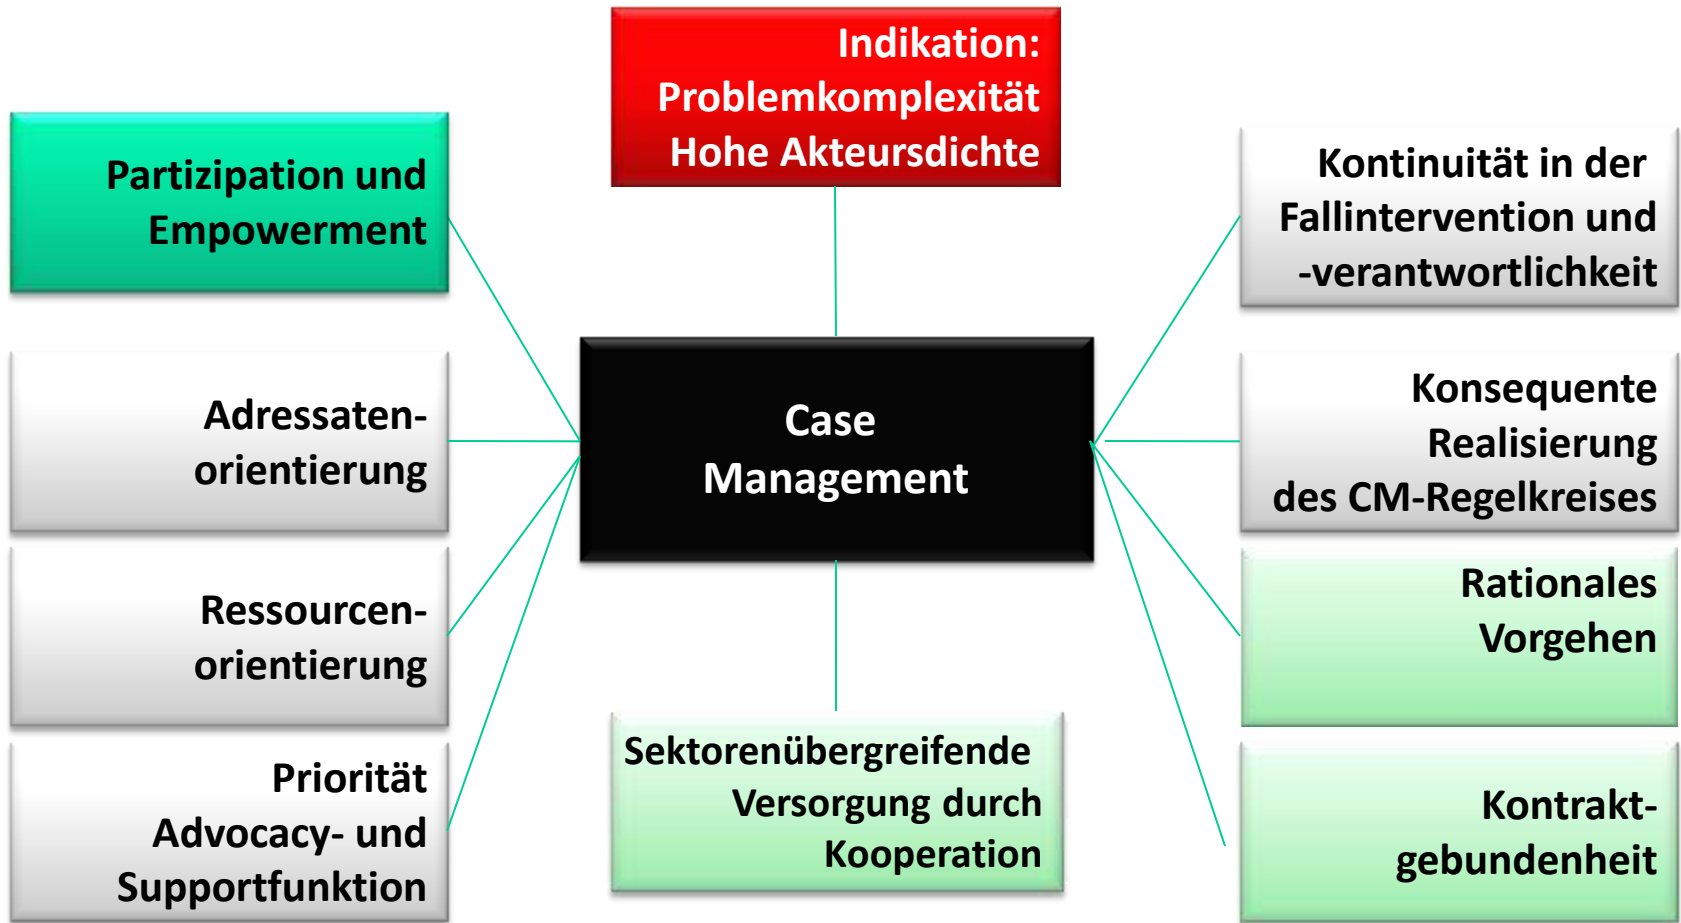 Indikation:
Problemkomplexität
Hohe Akteursdichte
Partizipation und
Empowerment
Adressaten-
orientierung
Ressourcen-
orientierung
Priorität
Advocacy- und
Supportfunktion
Case
Management
Sektorenübergreifende
Versorgung durch
Kooperation
Kontinuität in der
Fallintervention und
-verantwortlichkeit
Konsequente
Realisierung
des CM-Regelkreises
Rationales
Vorgehen
Kontrakt-
gebundenheit